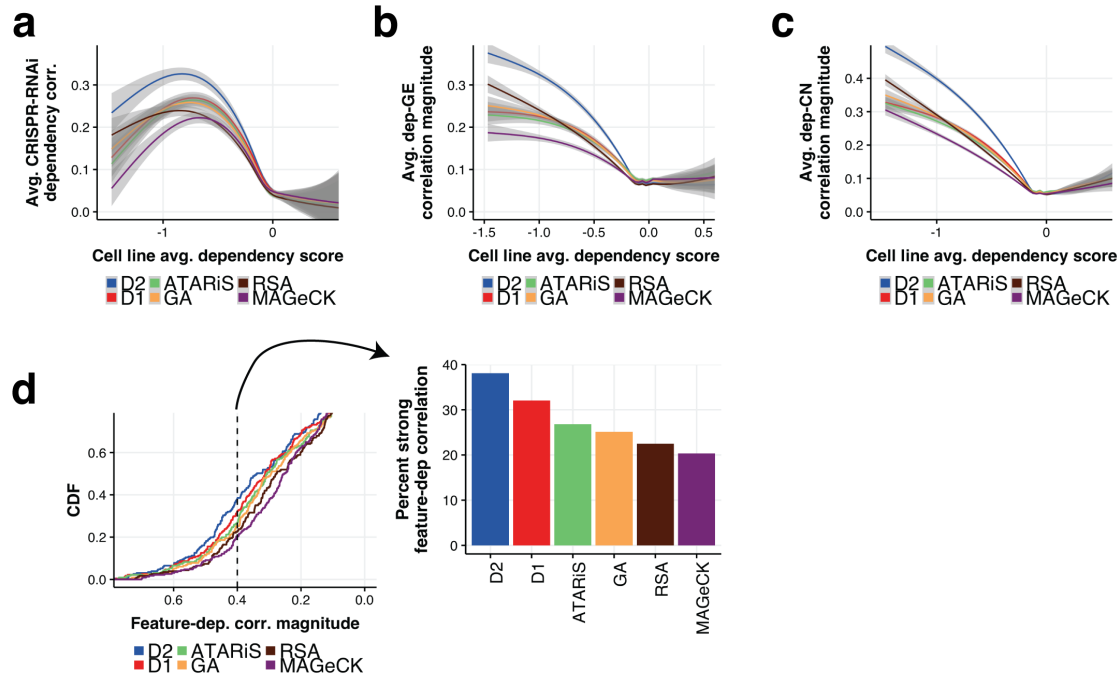 a
Avg. CRISPR-RNAi
dependency corr.
0.3
0.2
0.1
0.0
-1
0
Cell line avg. dependency score
D2 ATARiS RSA
D1 GA MAGeCK
b
Avg. dep-GE
correlation magnitude
0.3
0.2
0.1
0.0
-1.5 -1.0 -0.5 0.0 0.5
Cell line avg. dependency score
D2 ATARiS RSA
D1 GA MAGeCK
c
Avg. dep-CN
correlation magnitude
0.4
0.3
0.2
0.1
0.0
-1 0
Cell line avg. dependency score
D2 ATARiS RSA
D1 GA MAGeCK
d
CDF
0.6
0.4
0.2
0.0
0.6 0.4 0.2 0.0
Feature-dep. corr. magnitude
D2 ATARiS RSA
D1 GA MAGeCK
Percent strong
feature-dep correlation
40
30
20
10
0
D2
D1
ATARiS
GA
RSA
MAGeCK